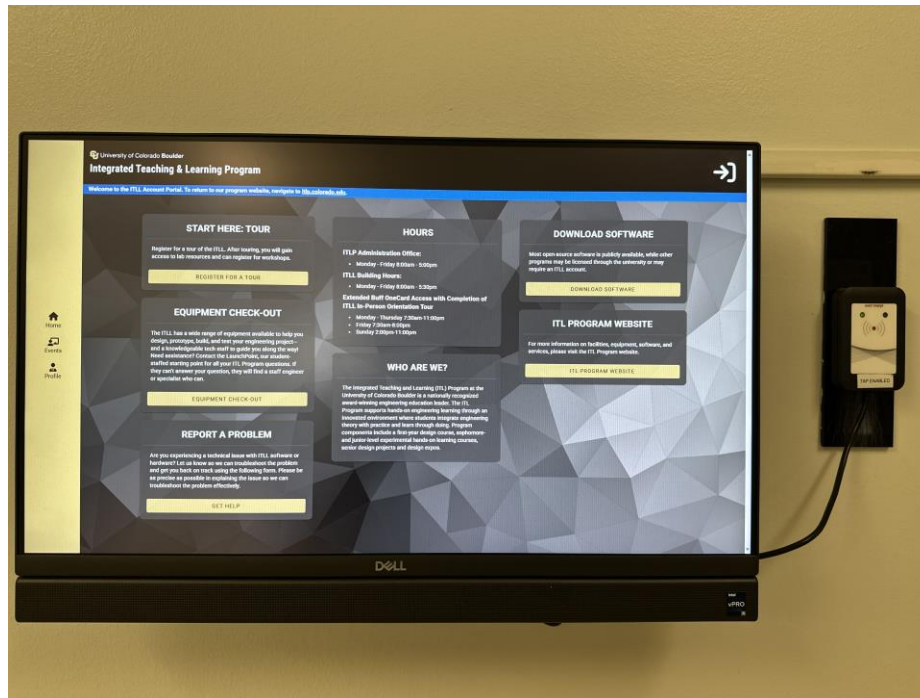 University of Colorado Boulder
Integrated Teaching & Learning Program
Welcome to the ITLL Account Portal. To return to our program website, navigate to itlp.colorado.edu.
Home
Events
Profile
START HERE: TOUR
Register for a tour of the ITLL. After touring, you will gain
access to lab resources and can register for workshops.
REGISTER FOR A TOUR
EQUIPMENT CHECK-OUT
The ITLL has a wide range of equipment available to help you
design, prototype, build, and test your engineering project--
and a knowledgeable tech staff to guide you along the way!
Need assistance? Contact the LaunchPoint, our student-
staffed starting point for all your ITL Program questions. If
they can't answer your question, they will find a staff engineer
or specialist who can.
EQUIPMENT CHECK-OUT
REPORT A PROBLEM
Are you experiencing a technical issue with ITLL software or
hardware? Let us know so we can troubleshoot the problem
and get you back on track using the following form. Please be
as precise as possible in explaining the issue so we can
troubleshoot the problem effectively.
GET HELP
HOURS
ITLP Administration Office:
• Monday - Friday 8:00am - 5:00pm
ITLL Building Hours:
• Monday - Friday 8:00am - 5:30pm
Extended Buff OneCard Access with Completion of
ITLL In-Person Orientation Tour
• Monday - Thursday 7:30am-11:00pm
• Friday 7:30am-8:00pm
• Sunday 2:00pm-11:00pm
WHO ARE WE?
The Integrated Teaching and Learning (ITL) Program at the
University of Colorado Boulder is a nationally recognized
award-winning engineering education leader. The ITL
Program supports hands-on engineering learning through an
innovated environment where students integrate engineering
theory with practice and learn through doing. Program
components include a first-year design course, sophomore-
and junior-level experimental hands-on learning courses,
senior design projects and design expos.
DOWNLOAD SOFTWARE
Most open-source software is publicly available, while other
programs may be licensed through the university or may
require an ITLL account.
DOWNLOAD SOFTWARE
ITL PROGRAM WEBSITE
For more information on facilities, equipment, software, and
services, please visit the ITL Program website.
ITL PROGRAM WEBSITE
DELL
intel
vPRO
TAP ENABLED